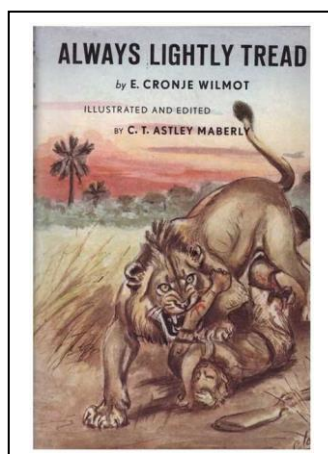 ALWAYS LIGHTLY TREAD
by E. CRONJE WILMOT
ILLUSTRATED AND EDITED
BY C. T. ASTLEY MABERLY